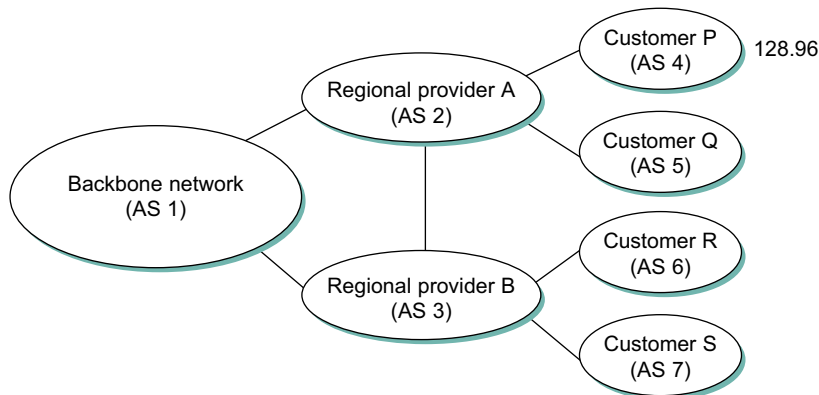 Customer P
(AS 4)
128.96
Regional provider A
(AS 2)
Customer Q
(AS 5)
Backbone network
(AS 1)
Customer R
(AS 6)
Regional provider B
(AS 3)
Customer S
(AS 7)